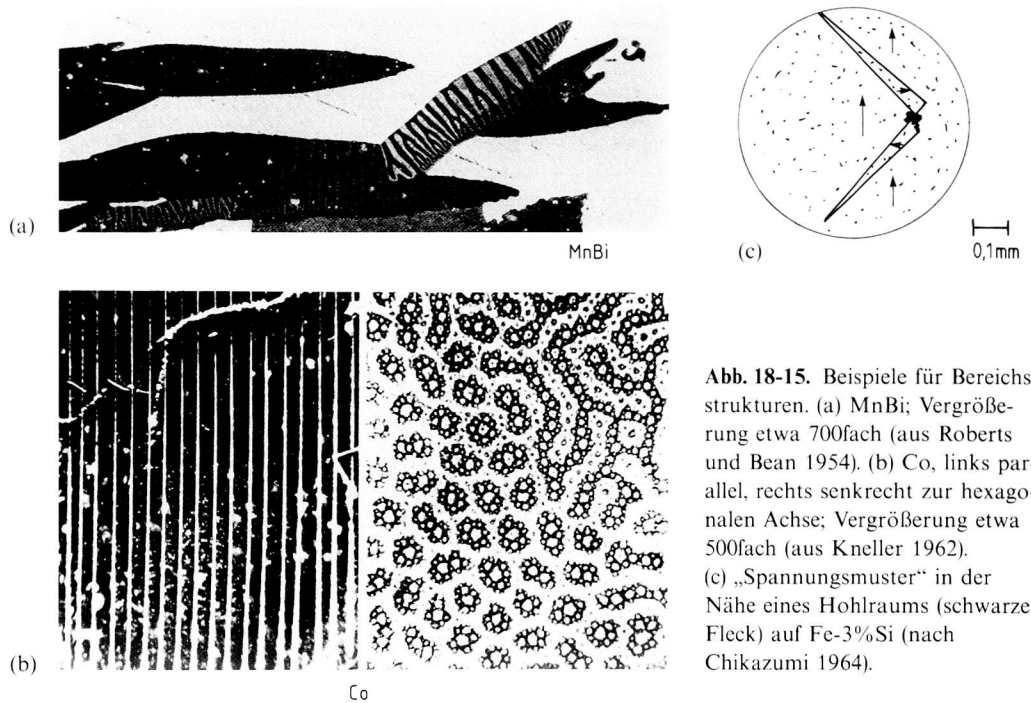 (a)
MnBi
(c)
0,1mm
(b)
Co
Abb. 18-15. Beispiele für Bereichs
strukturen. (a) MnBi; Vergröße-
rung etwa 700fach (aus Roberts
und Bean 1954). (b) Co, links par
allel, rechts senkrecht zur hexago
nalen Achse; Vergrößerung etwa
500fach (aus Kneller 1962).
(c) „Spannungsmuster“ in der
Nähe eines Hohlraums (schwarze
Fleck) auf Fe-3%Si (nach
Chikazumi 1964).